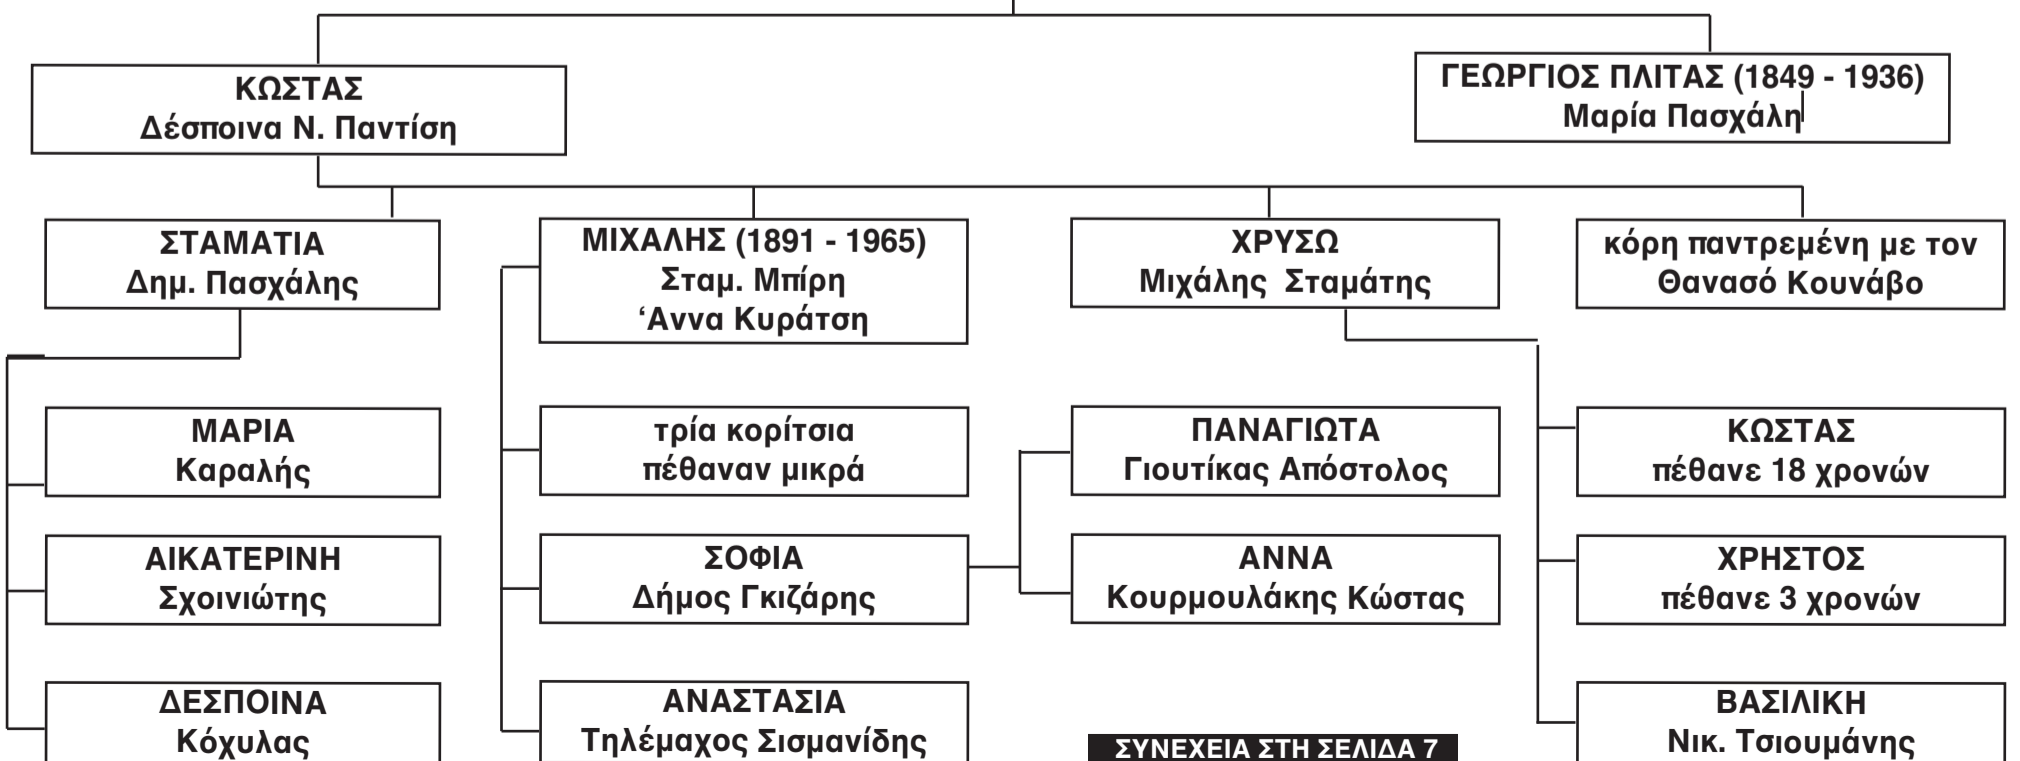 ΚΩΣΤΑΣ
Δέσποινα Ν. Παντίση
ΓΕΩΡΓΙΟΣ ΠΛΙΤΑΣ (1849 - 1936)
Μαρία Πασχάλη
ΣΤΑΜΑΤΙΑ
Δημ. Πασχάλης
ΜΙΧΑΛΗΣ (1891 - 1965)
Σταμ. Μπίρη
‘Αννα Κυράτση
ΧΡΥΣΩ
Μιχάλης Σταμάτης
κόρη παντρεμένη με τον
Θανασό Κουνάβο
ΜΑΡΙΑ
Καραλής
τρία κορίτσια
πέθαναν μικρά
ΠΑΝΑΓΙΩΤΑ
Γιουτίκας Απόστολος
ΚΩΣΤΑΣ
πέθανε 18 χρονών
ΑΙΚΑΤΕΡΙΝΗ
Σχοινιώτης
ΣΟΦΙΑ
Δήμος Γκιζάρης
ΑΝΝΑ
Κουρμουλάκης Κώστας
ΧΡΗΣΤΟΣ
πέθανε 3 χρονών
ΔΕΣΠΟΙΝΑ
Κόχυλας
ΑΝΑΣΤΑΣΙΑ
Τηλέμαχος Σισμανίδης
ΣΥΝΕΧΕΙΑ ΣΤΗ ΣΕΛΙΔΑ 7
ΒΑΣΙΛΙΚΗ
Νικ. Τσιουμάνης